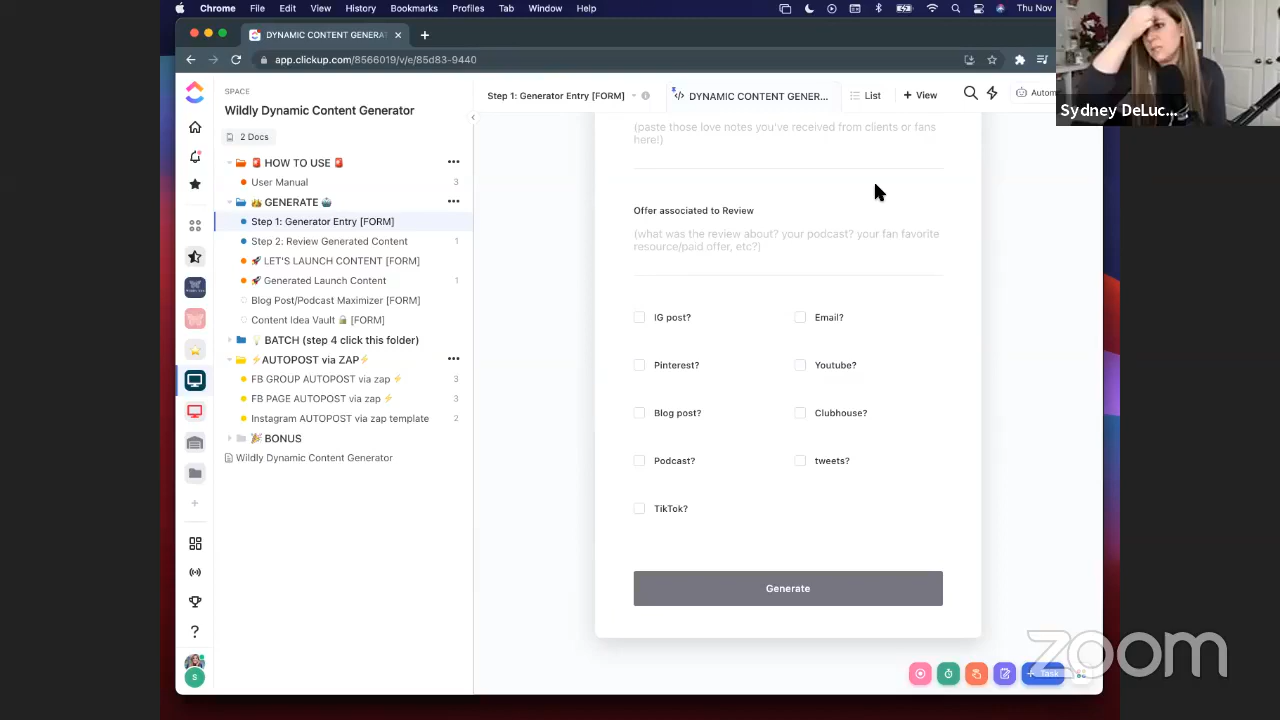 Chrome File Edit View History Bookmarks Profiles Tab Window Help Thu Nov
DYNAMIC CONTENT GENERAT
app.clickup.com/8566019/v/e/85d83-9440
Sydney DeLuc...
SPACE
Wildly Dynamic Content Generator
2 Docs
🚨 HOW TO USE 🚨
User Manual 3
👑 GENERATE 🤖
Step 1: Generator Entry [FORM]
Step 2: Review Generated Content 1
🚀 LET'S LAUNCH CONTENT [FORM]
🚀 Generated Launch Content 1
Blog Post/Podcast Maximizer [FORM]
Content Idea Vault 🔒 [FORM]
💡 BATCH (step 4 click this folder)
⚡AUTOPOST via ZAP⚡
FB GROUP AUTOPOST via zap ⚡ 3
FB PAGE AUTOPOST via zap ⚡ 3
Instagram AUTOPOST via zap template 2
🎉 BONUS
Wildly Dynamic Content Generator
S
Step 1: Generator Entry [FORM] DYNAMIC CONTENT GENER... List + View Autom
(paste those love notes you've received from clients or fans
here!)
Offer associated to Review
(what was the review about? your podcast? your fan favorite
resource/paid offer, etc?)
IG post? Email?
Pinterest? Youtube?
Blog post? Clubhouse?
Podcast? tweets?
TikTok?
Generate
+ Task
zoom